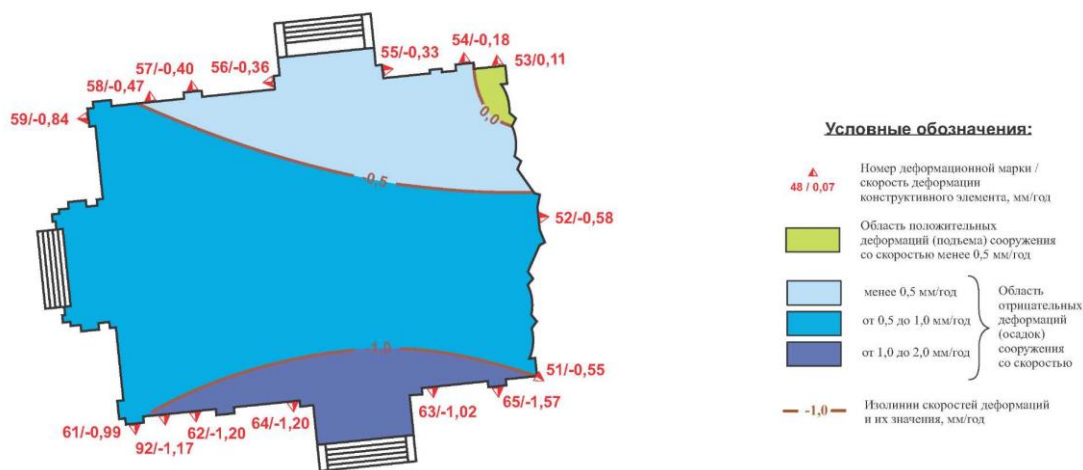 54/-0,18
55/-0,33
53/0,11
57/-0,40
56/-0,36
58/-0,47
59/-0,84
0,0
-0,5
52/-0,58
-1,0
51/-0,55
63/-1,02
65/-1,57
64/-1,20
61/-0,99
62/-1,20
92/-1,17
Условные обозначения:
48 / 0,07
Номер деформационной марки /
скорость деформации
конструктивного элемента, мм/год
Область положительных
деформаций (подъема) сооружения
со скоростью менее 0,5 мм/год
менее 0,5 мм/год
от 0,5 до 1,0 мм/год
от 1,0 до 2,0 мм/год
Область
отрицательных
деформаций
(осадок)
сооружения
со скоростью
-1,0
Изолинии скоростей деформаций
и их значения, мм/год